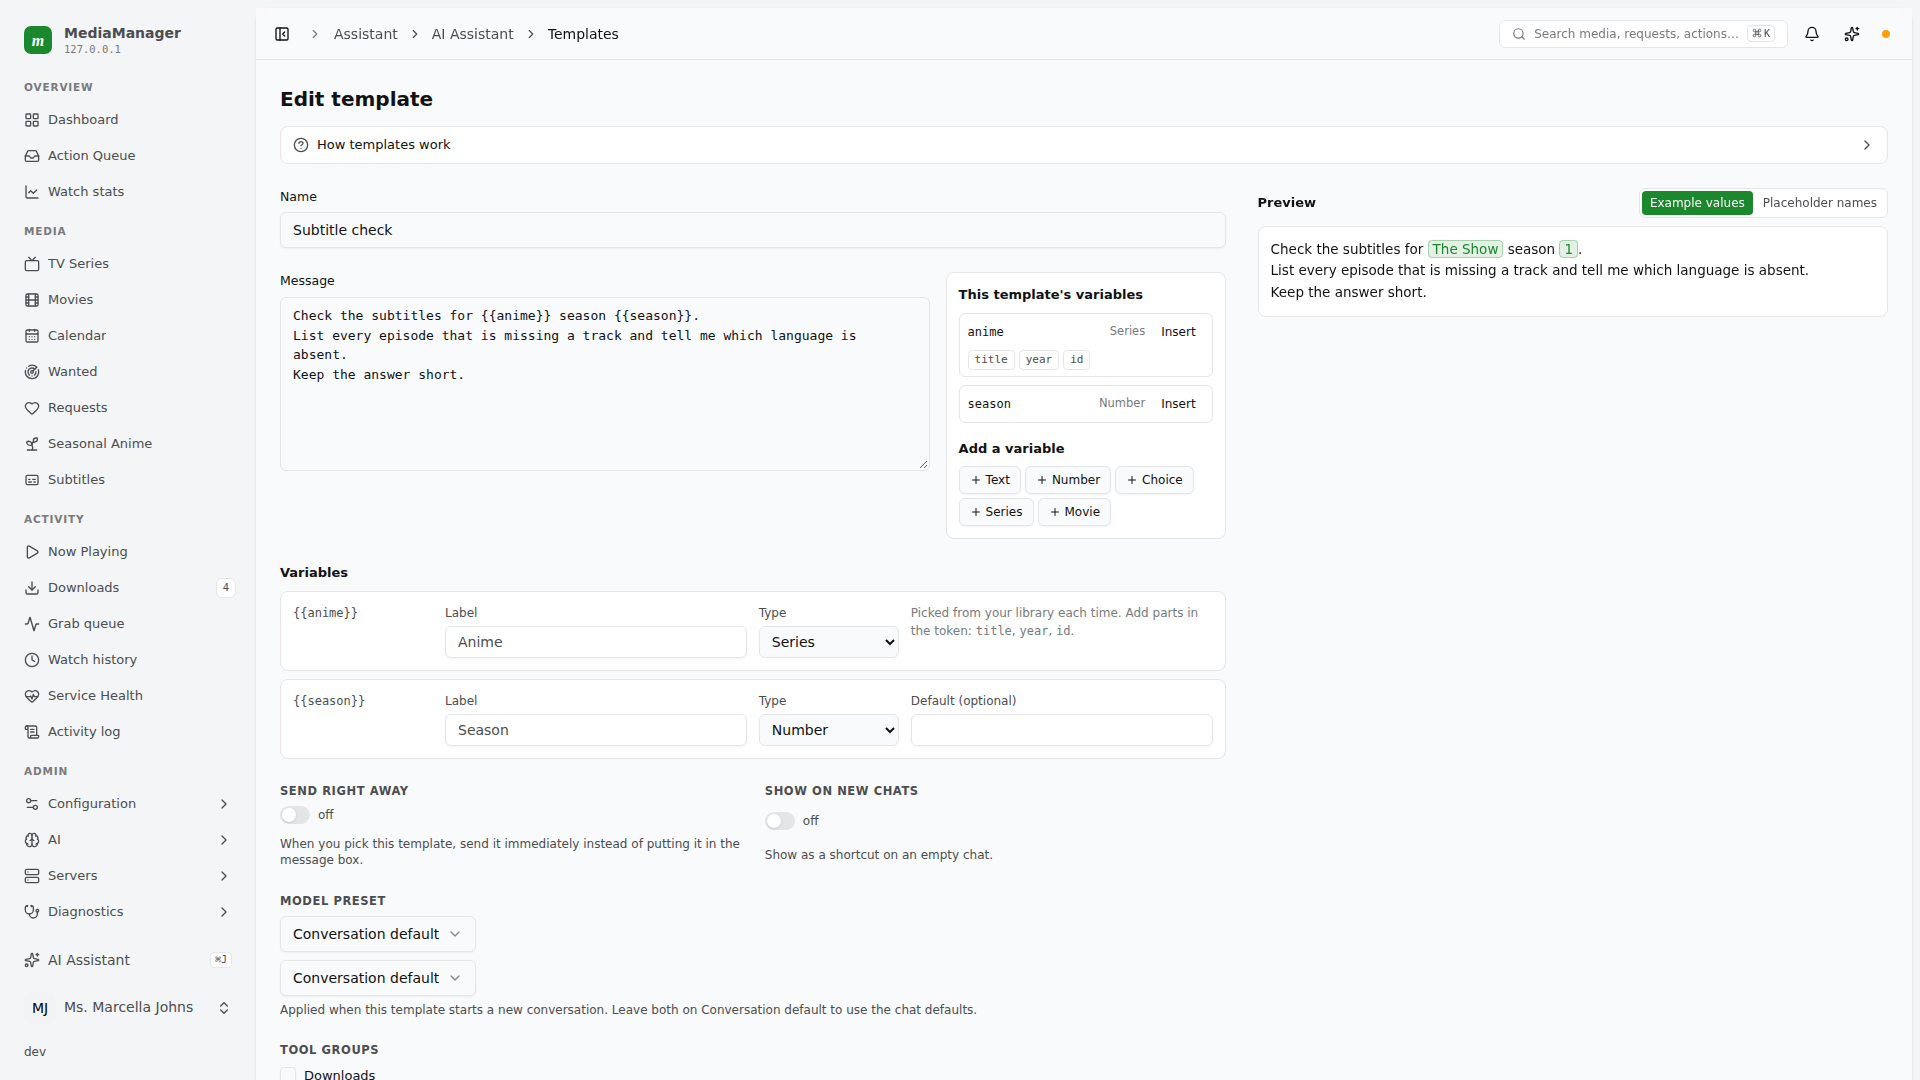 m
MediaManager
127.0.0.1
OVERVIEW
Dashboard
Action Queue
Watch stats
MEDIA
TV Series
Movies
Calendar
Wanted
Requests
Seasonal Anime
Subtitles
ACTIVITY
Now Playing
Downloads 4
Grab queue
Watch history
Service Health
Activity log
ADMIN
Configuration
AI
Servers
Diagnostics
AI Assistant ⌘J
MJ Ms. Marcella Johns
dev
Assistant AI Assistant Templates
Search media, requests, actions... ⌘K
Edit template
How templates work
Name
Subtitle check
Message
Check the subtitles for {{anime}} season {{season}}.
List every episode that is missing a track and tell me which language is
absent.
Keep the answer short.
This template's variables
anime Series Insert
title year id
season Number Insert
Add a variable
+ Text + Number + Choice
+ Series + Movie
Preview
Example values Placeholder names
Check the subtitles for The Show season 1.
List every episode that is missing a track and tell me which language is absent.
Keep the answer short.
Variables
{{anime}}
Label
Anime
Type
Series
Picked from your library each time. Add parts in
the token: title, year, id.
{{season}}
Label
Season
Type
Number
Default (optional)
SEND RIGHT AWAY
off
When you pick this template, send it immediately instead of putting it in the
message box.
SHOW ON NEW CHATS
off
Show as a shortcut on an empty chat.
MODEL PRESET
Conversation default
Conversation default
Applied when this template starts a new conversation. Leave both on Conversation default to use the chat defaults.
TOOL GROUPS
Downloads